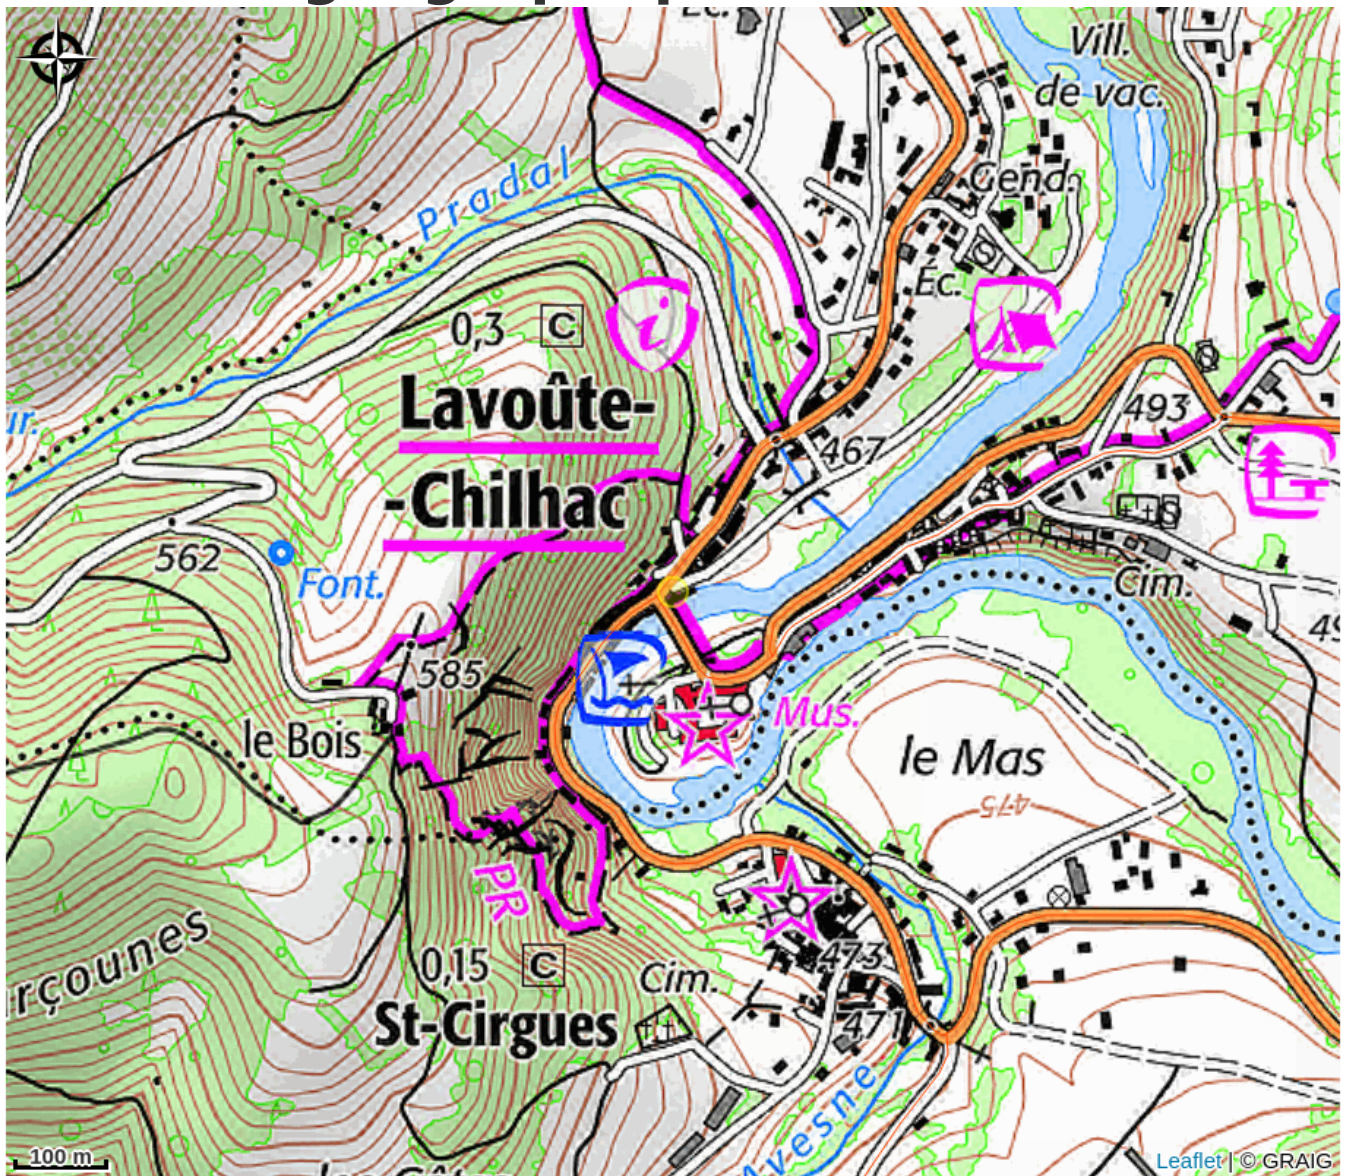 Vill.
de vac.
Gend.
Pradal
Éc.
0,3 C
Lavoûte-
-Chilhac
467
493
562
Font.
Cim.
585
Mus.
le Bois
le Mas
475
PR
0,15 C
Cim.
473
St-Cirgues
471
Avesne
100 m
Leaflet | © GRAIG